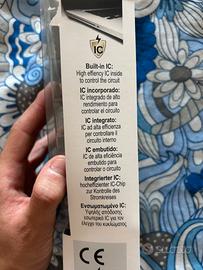 IC
Built-in IC:
High effiency IC inside
to control the circuit
IC incorporado:
IC integrado de alto
rendimiento para
controlar el circuito
IC integrato:
IC ad alta efficienza
per controllare il
circuito interno
IC embutido:
IC de alta eficiência
embutido para
controlar o circuito
Integrierter IC:
hocheffizienter IC-Chip
zur Kontrolle des
Stromkreises
Ενσωματωμένο IC:
Υψηλής απόδοσης
εσωτερικό IC για τον
έλεγχο του κυκλώματος
CE
SUBITO